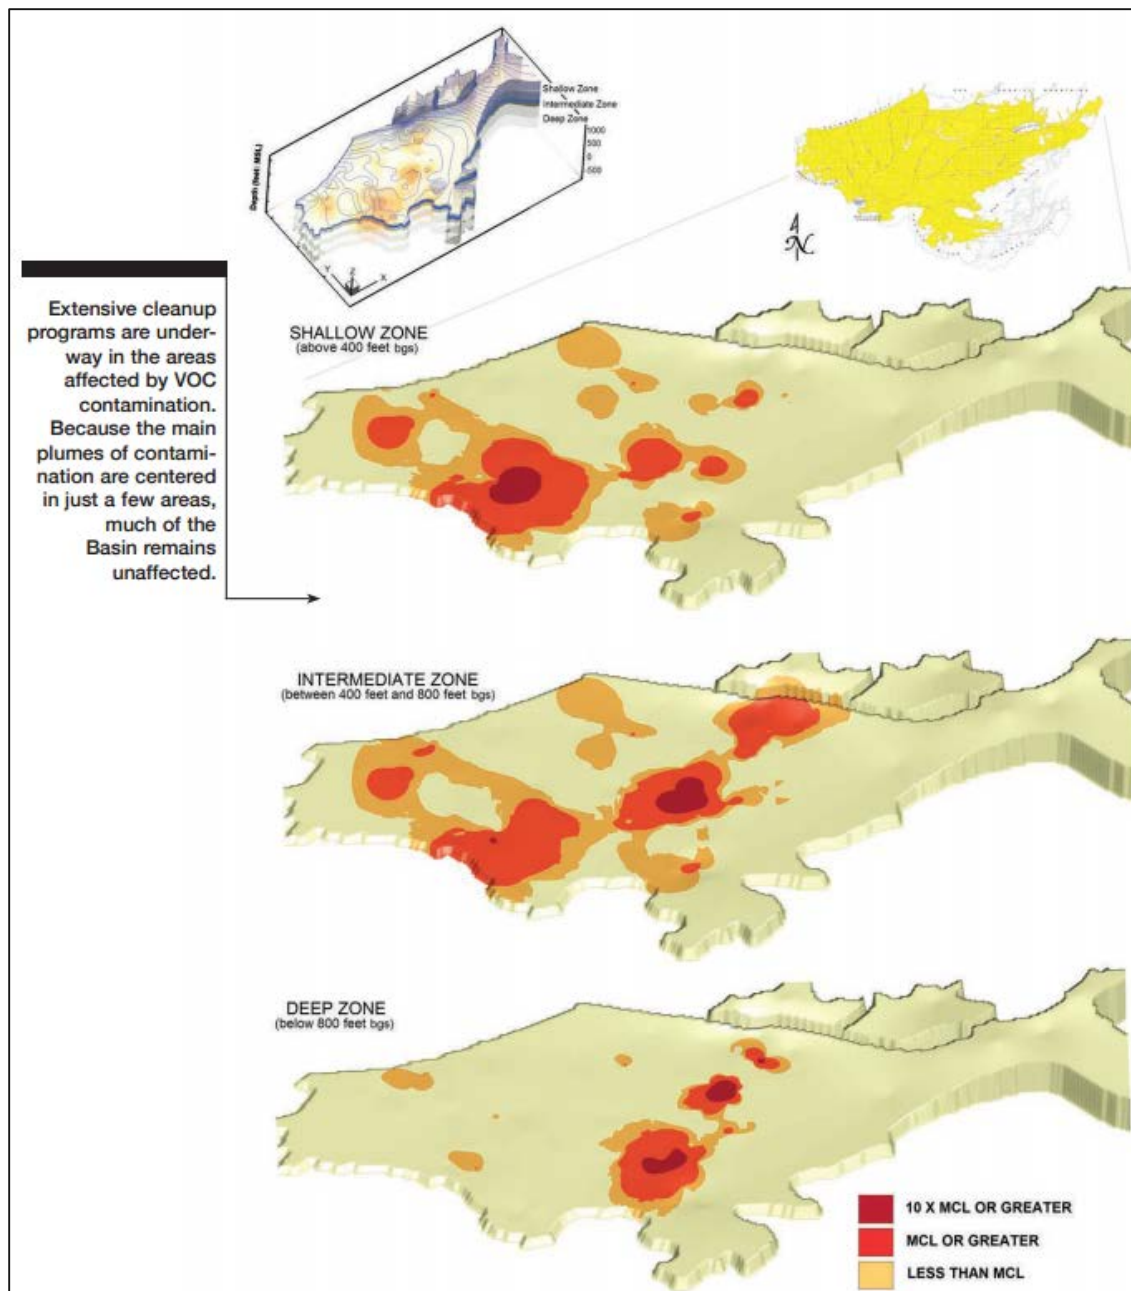 Shallow Zone
Intermediate Zone
Deep Zone
1000
500
0
-500
Depth (feet: MSL)
Y
Z
X
N
Extensive cleanup
programs are under-
way in the areas
affected by VOC
contamination.
Because the main
plumes of contami-
nation are centered
in just a few areas,
much of the
Basin remains
unaffected.
SHALLOW ZONE
(above 400 feet bgs)
INTERMEDIATE ZONE
(between 400 feet and 800 feet bgs)
DEEP ZONE
(below 800 feet bgs)
10 X MCL OR GREATER
MCL OR GREATER
LESS THAN MCL